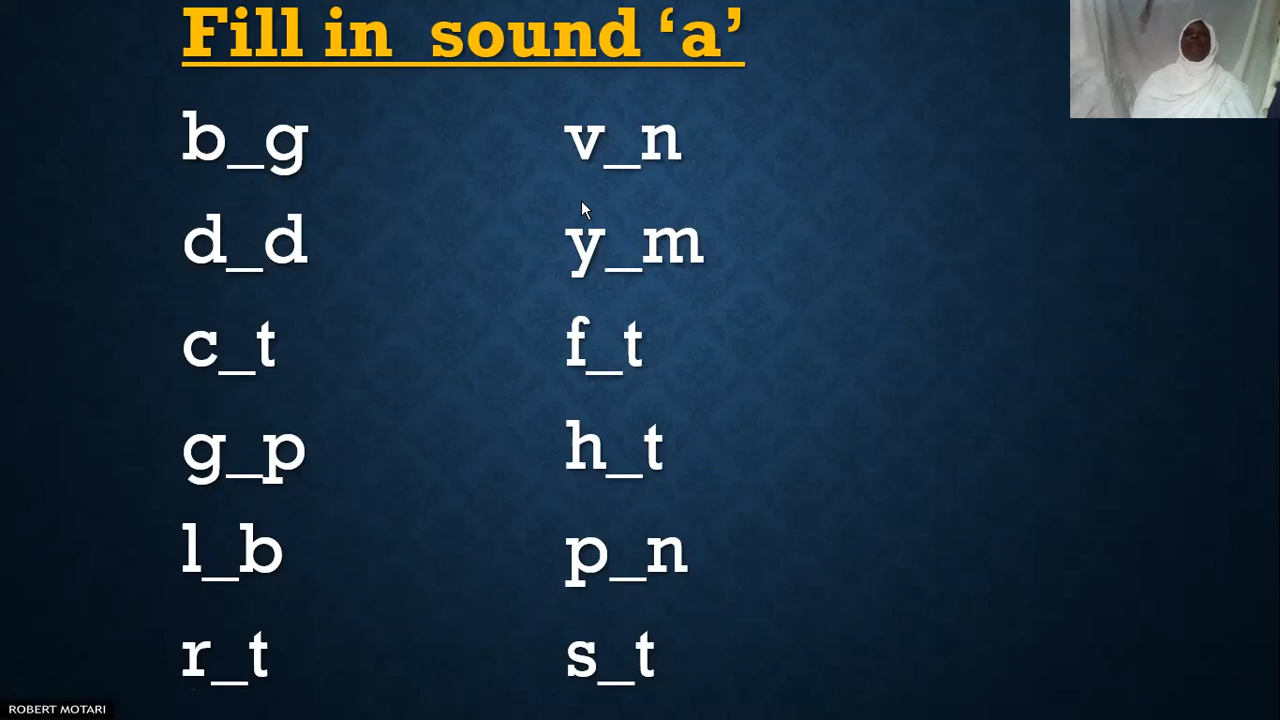 Fill in sound ‘a’
b_g v_n
d_d y_m
c_t f_t
g_p h_t
l_b p_n
r_t s_t
ROBERT MOTARI